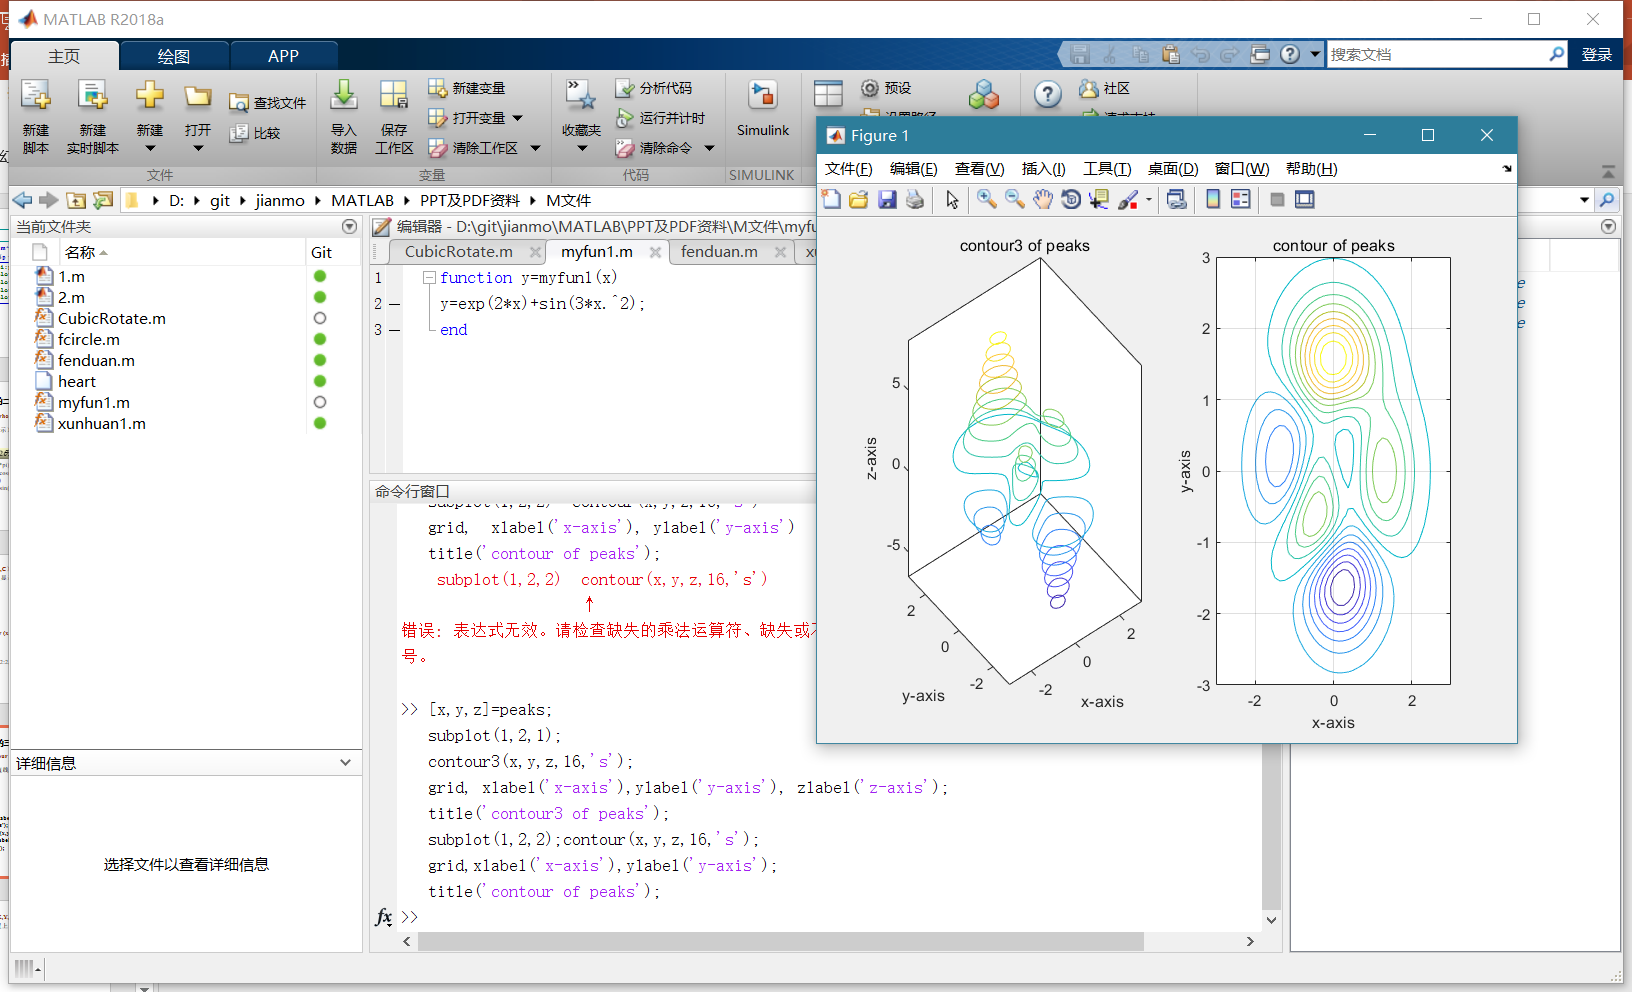 MATLAB R2018a
主页
绘图
APP
搜索文档
登录
新建
脚本
新建
实时脚本
新建
打开
查找文件
比较
文件
导入
数据
保存
工作区
新建变量
打开变量
清除工作区
变量
收藏夹
分析代码
运行并计时
清除命令
代码
Simulink
SIMULINK
预设
社区
D: git jianmo MATLAB PPT及PDF资料 M文件
当前文件夹
名称
Git
1.m
2.m
CubicRotate.m
fcircle.m
fenduan.m
heart
myfun1.m
xunhuan1.m
详细信息
选择文件以查看详细信息
编辑器 - D:\git\jianmo\MATLAB\PPT及PDF资料\M文件\myfu
CubicRotate.m
myfun1.m
fenduan.m
1 function y=myfun1(x)
2 — y=exp(2*x)+sin(3*x.^2);
3 — end
命令行窗口
subplot(1,2,2) contour(x,y,z,16,'s')
grid, xlabel('x-axis'), ylabel('y-axis')
title('contour of peaks');
subplot(1,2,2) contour(x,y,z,16,'s')
↑
错误: 表达式无效。请检查缺失的乘法运算符、缺失或
号。
>> [x,y,z]=peaks;
subplot(1,2,1);
contour3(x,y,z,16,'s');
grid, xlabel('x-axis'),ylabel('y-axis'), zlabel('z-axis');
title('contour3 of peaks');
subplot(1,2,2);contour(x,y,z,16,'s');
grid,xlabel('x-axis'),ylabel('y-axis');
title('contour of peaks');
fx >>
Figure 1
文件(F) 编辑(E) 查看(V) 插入(I) 工具(T) 桌面(D) 窗口(W) 帮助(H)
contour3 of peaks
5
0
-5
z-axis
2
0
-2
y-axis
-2
0
2
x-axis
contour of peaks
3
2
1
0
-1
-2
-3
y-axis
-2
0
2
x-axis